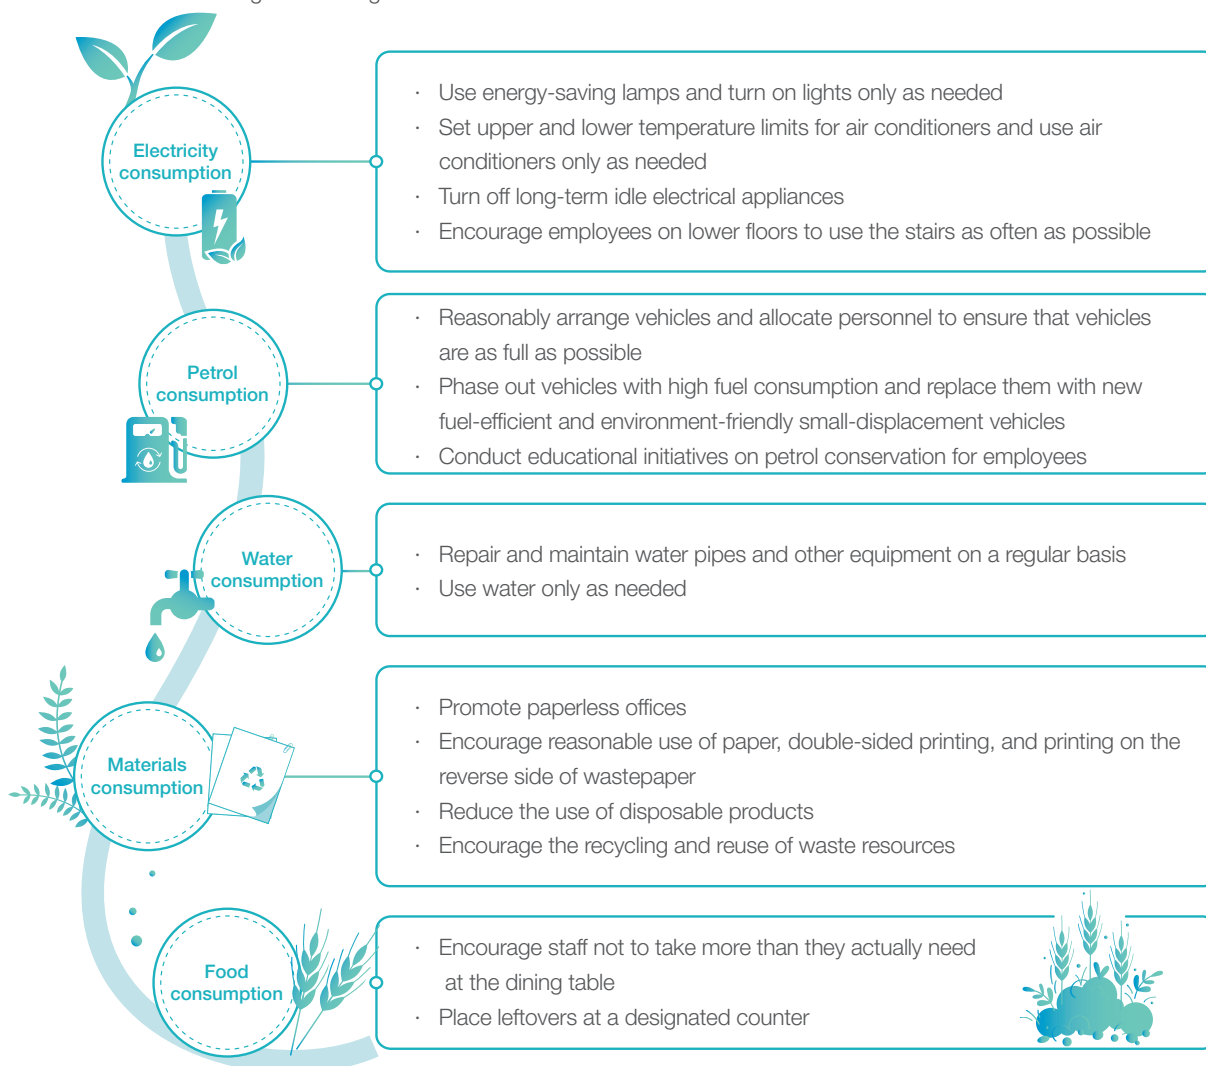 Electricity
consumption
· Use energy-saving lamps and turn on lights only as needed
· Set upper and lower temperature limits for air conditioners and use air
conditioners only as needed
· Turn off long-term idle electrical appliances
· Encourage employees on lower floors to use the stairs as often as possible
Petrol
consumption
· Reasonably arrange vehicles and allocate personnel to ensure that vehicles
are as full as possible
· Phase out vehicles with high fuel consumption and replace them with new
fuel-efficient and environment-friendly small-displacement vehicles
· Conduct educational initiatives on petrol conservation for employees
Water
consumption
· Repair and maintain water pipes and other equipment on a regular basis
· Use water only as needed
Materials
consumption
· Promote paperless offices
· Encourage reasonable use of paper, double-sided printing, and printing on the
reverse side of wastepaper
· Reduce the use of disposable products
· Encourage the recycling and reuse of waste resources
Food
consumption
· Encourage staff not to take more than they actually need
at the dining table
· Place leftovers at a designated counter